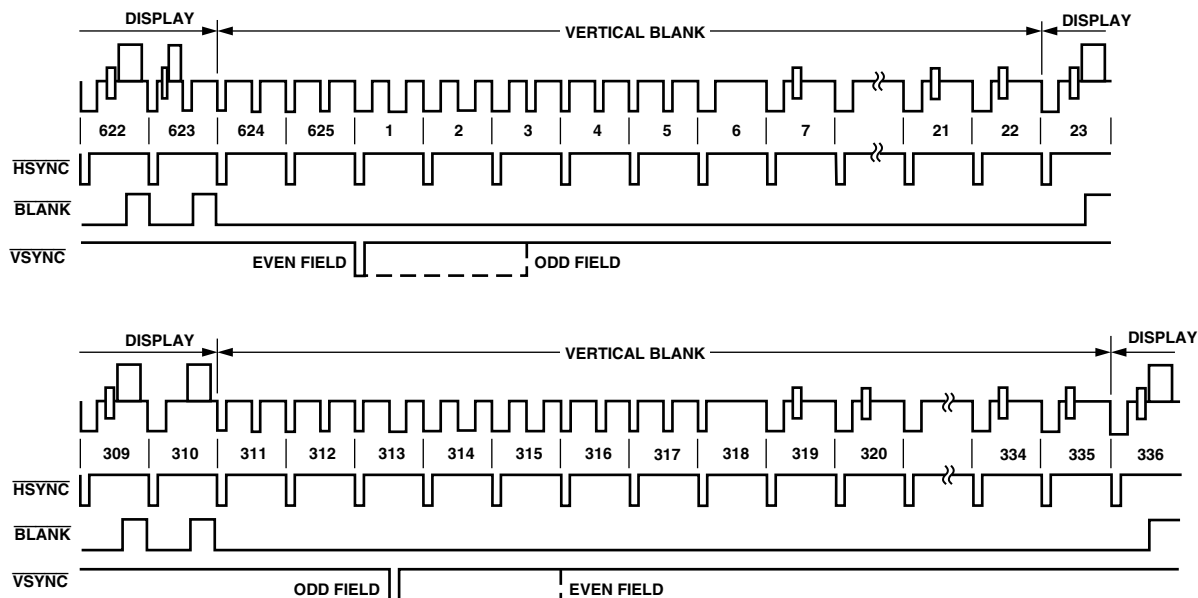 DISPLAY VERTICAL BLANK DISPLAY
622 623 624 625 1 2 3 4 5 6 7 21 22 23
HSYNC
BLANK
VSYNC
EVEN FIELD ODD FIELD
DISPLAY VERTICAL BLANK DISPLAY
309 310 311 312 313 314 315 316 317 318 319 320 334 335 336
HSYNC
BLANK
VSYNC
ODD FIELD EVEN FIELD